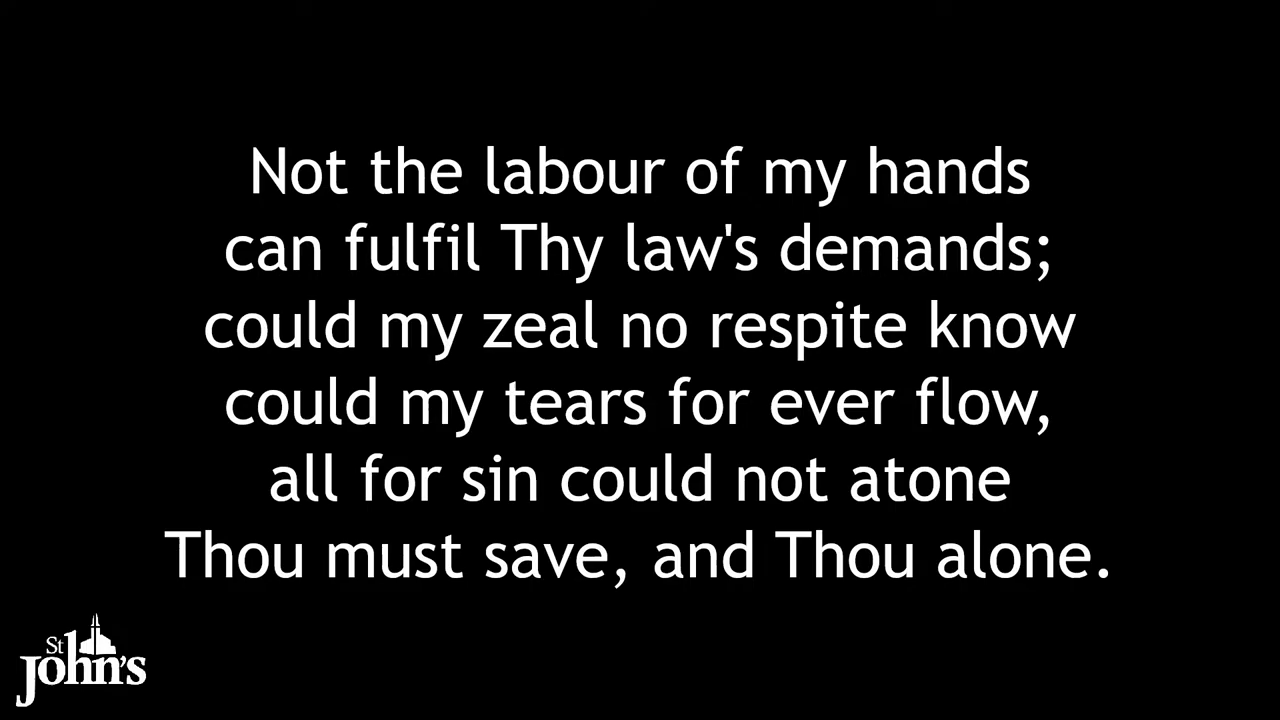 Not the labour of my hands
can fulfil Thy law's demands;
could my zeal no respite know
could my tears for ever flow,
all for sin could not atone
Thou must save, and Thou alone.
St
John's